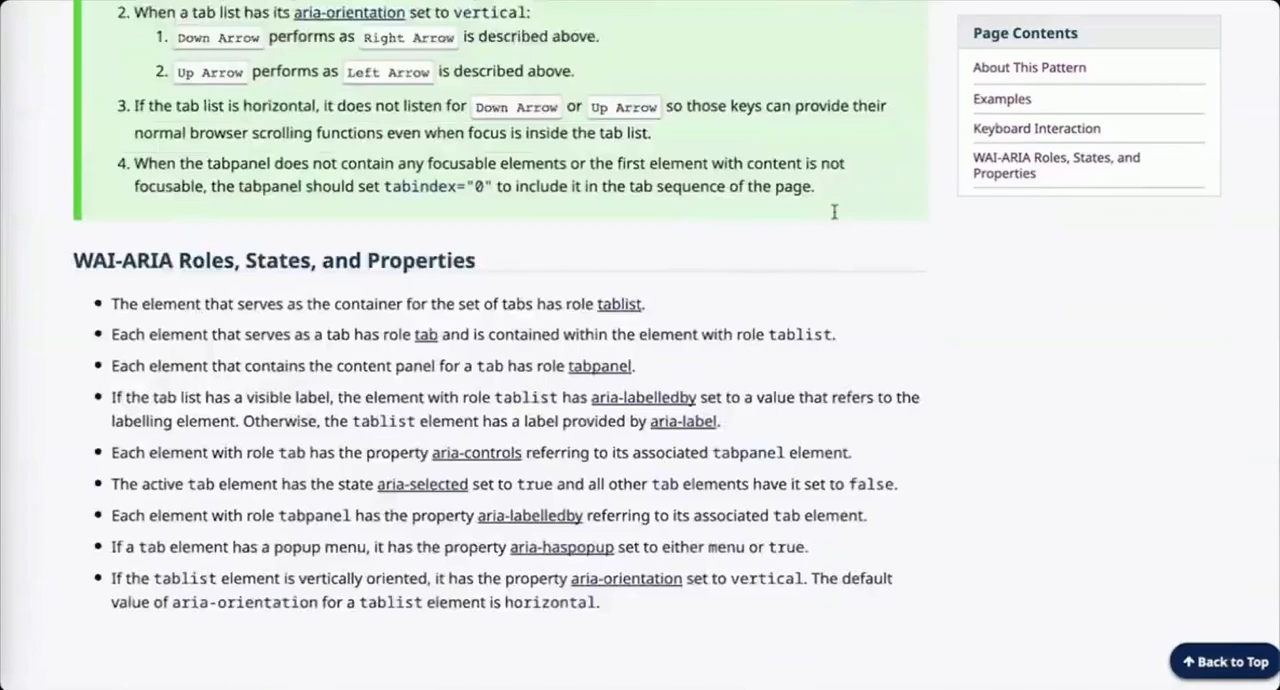 2. When a tab list has its aria-orientation set to vertical:
1. Down Arrow performs as Right Arrow is described above.
2. Up Arrow performs as Left Arrow is described above.
3. If the tab list is horizontal, it does not listen for Down Arrow or Up Arrow so those keys can provide their
normal browser scrolling functions even when focus is inside the tab list.
4. When the tabpanel does not contain any focusable elements or the first element with content is not
focusable, the tabpanel should set tabindex="0" to include it in the tab sequence of the page.
WAI-ARIA Roles, States, and Properties
• The element that serves as the container for the set of tabs has role tablist.
• Each element that serves as a tab has role tab and is contained within the element with role tablist.
• Each element that contains the content panel for a tab has role tabpanel.
• If the tab list has a visible label, the element with role tablist has aria-labelledby set to a value that refers to the
labelling element. Otherwise, the tablist element has a label provided by aria-label.
• Each element with role tab has the property aria-controls referring to its associated tabpanel element.
• The active tab element has the state aria-selected set to true and all other tab elements have it set to false.
• Each element with role tabpanel has the property aria-labelledby referring to its associated tab element.
• If a tab element has a popup menu, it has the property aria-haspopup set to either menu or true.
• If the tablist element is vertically oriented, it has the property aria-orientation set to vertical. The default
value of aria-orientation for a tablist element is horizontal.
Page Contents
About This Pattern
Examples
Keyboard Interaction
WAI-ARIA Roles, States, and
Properties
↑ Back to Top